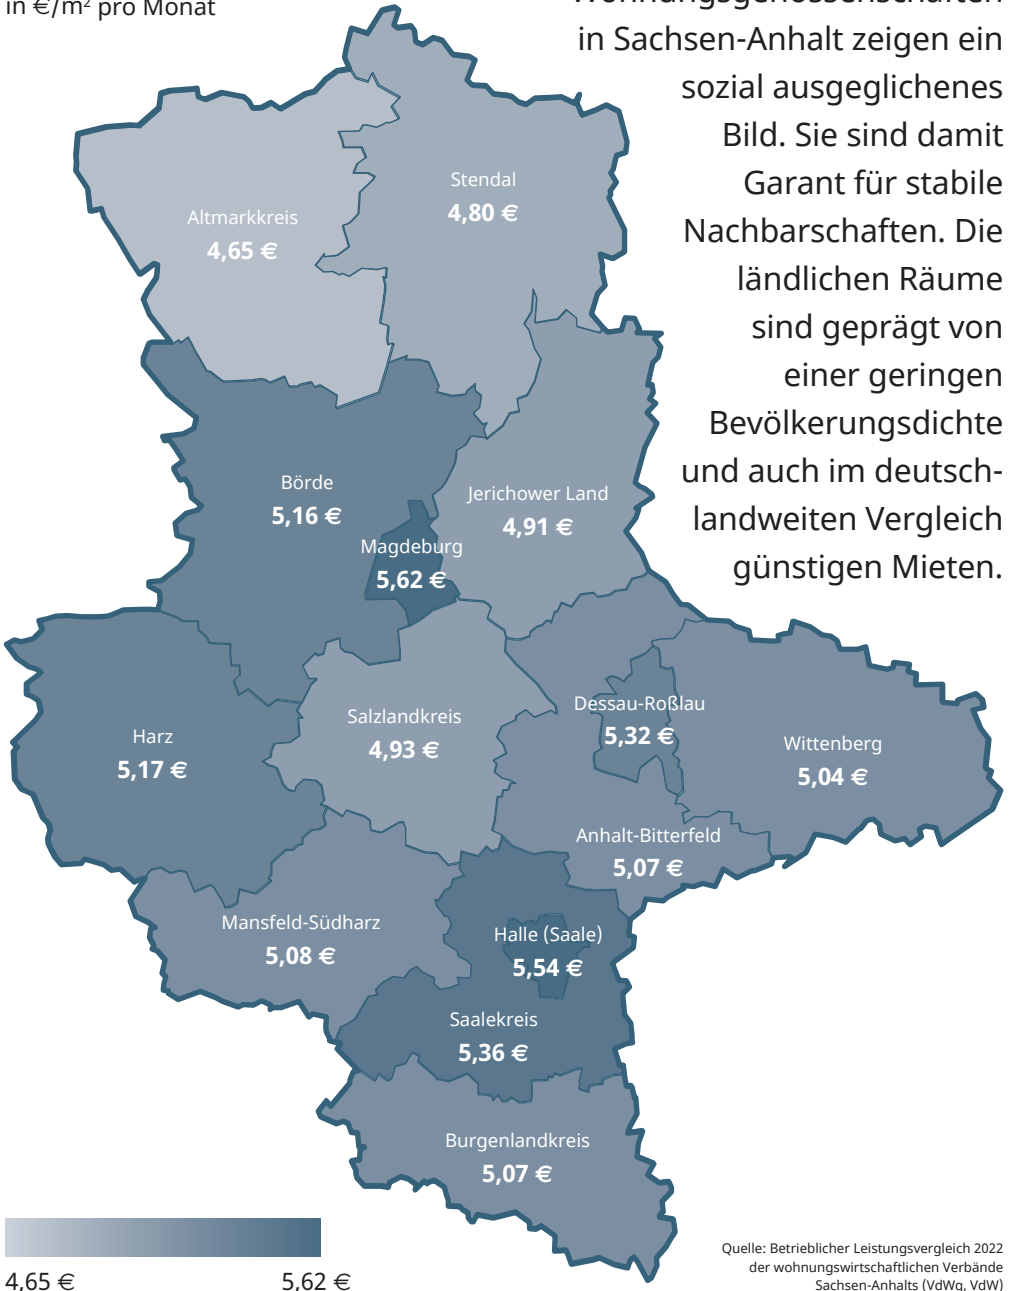 in €/m² pro Monat
Wohnungsgenossenschaften
in Sachsen-Anhalt zeigen ein
sozial ausgeglichenes
Bild. Sie sind damit
Garant für stabile
Nachbarschaften. Die
ländlichen Räume
sind geprägt von
einer geringen
Bevölkerungsdichte
und auch im deutsch-
landweiten Vergleich
günstigen Mieten.
Stendal
4,80 €
Altmarkkreis
4,65 €
Börde
5,16 €
Jerichower Land
4,91 €
Magdeburg
5,62 €
Dessau-Roßlau
5,32 €
Salzlandkreis
4,93 €
Harz
5,17 €
Wittenberg
5,04 €
Anhalt-Bitterfeld
5,07 €
Mansfeld-Südharz
5,08 €
Halle (Saale)
5,54 €
Saalekreis
5,36 €
Burgenlandkreis
5,07 €
4,65 €
5,62 €
Quelle: Betrieblicher Leistungsvergleich 2022
der wohnungswirtschaftlichen Verbände
Sachsen-Anhalts (VdWg, VdW)